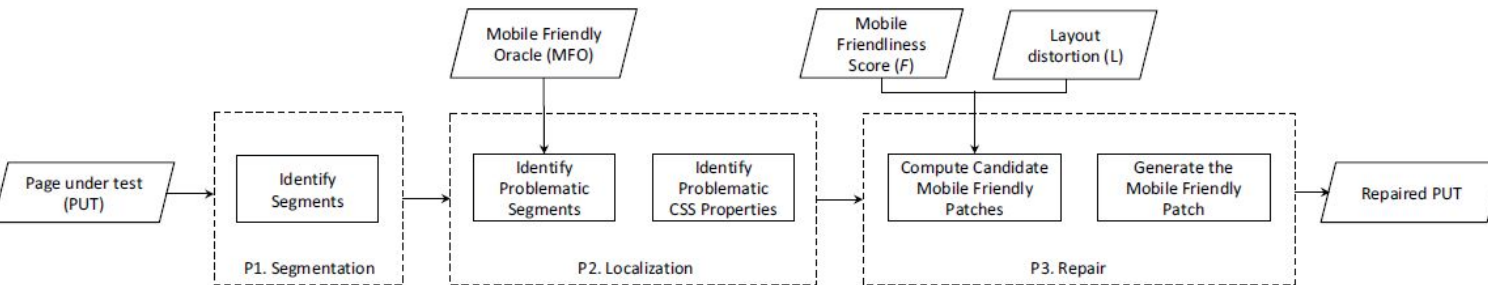 Mobile Friendly
Oracle (MFO)
Mobile
Friendliness
Score (F)
Layout
distortion (L)
Page under test
(PUT)
Identify
Segments
P1. Segmentation
Identify
Problematic
Segments
Identify
Problematic
CSS Properties
P2. Localization
Compute Candidate
Mobile Friendly
Patches
Generate the
Mobile Friendly
Patch
P3. Repair
Repaired PUT